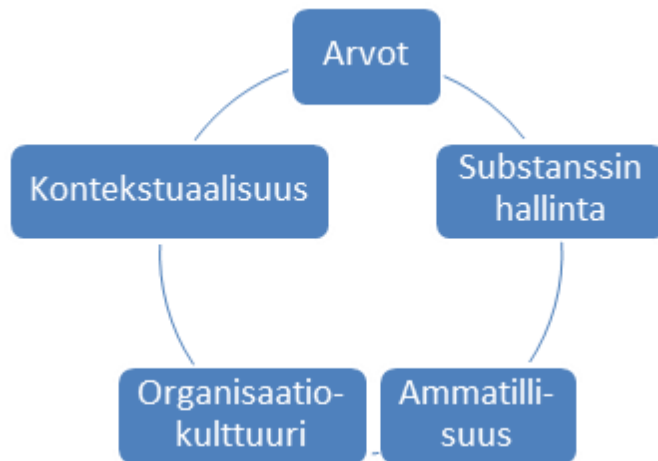 Arvot
Substanssin
hallinta
Ammatilli-
suus
Organisaatio-
kulttuuri
Kontekstuaalisuus